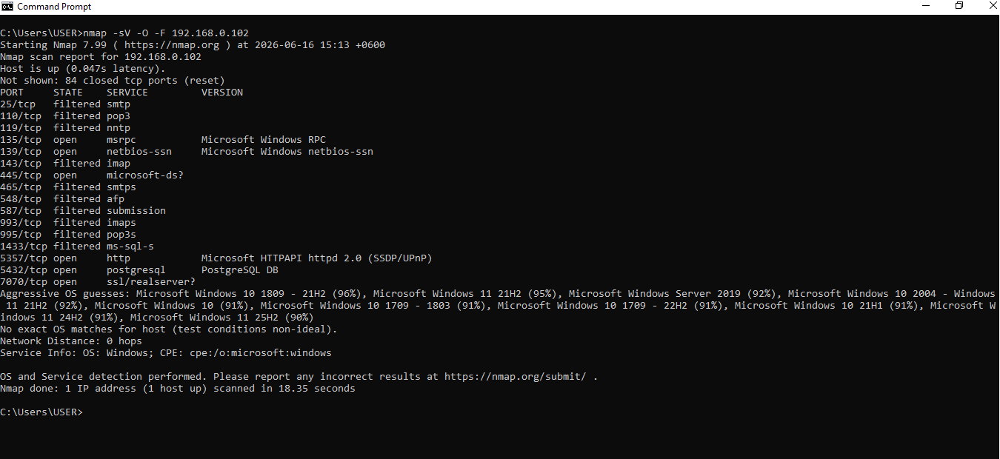 Command Prompt
C:\Users\USER>nmap -sV -O -F 192.168.0.102
Starting Nmap 7.99 ( https://nmap.org ) at 2026-06-16 15:13 +0600
Nmap scan report for 192.168.0.102
Host is up (0.047s latency).
Not shown: 84 closed tcp ports (reset)
PORT     STATE    SERVICE         VERSION
25/tcp   filtered smtp
110/tcp  filtered pop3
119/tcp  filtered nntp
135/tcp  open     msrpc           Microsoft Windows RPC
139/tcp  open     netbios-ssn     Microsoft Windows netbios-ssn
143/tcp  filtered imap
445/tcp  open     microsoft-ds?
465/tcp  filtered smtps
548/tcp  filtered afp
587/tcp  filtered submission
993/tcp  filtered imaps
995/tcp  filtered pop3s
1433/tcp filtered ms-sql-s
5357/tcp open     http            Microsoft HTTPAPI httpd 2.0 (SSDP/UPnP)
5432/tcp open     postgresql      PostgreSQL DB
7070/tcp open     ssl/realserver?
Aggressive OS guesses: Microsoft Windows 10 1809 - 21H2 (96%), Microsoft Windows 11 21H2 (95%), Microsoft Windows Server 2019 (92%), Microsoft Windows 10 2004 - Windows
 11 21H2 (92%), Microsoft Windows 10 (91%), Microsoft Windows 10 1709 - 1803 (91%), Microsoft Windows 10 1709 - 22H2 (91%), Microsoft Windows 10 21H1 (91%), Microsoft W
indows 11 24H2 (91%), Microsoft Windows 11 25H2 (90%)
No exact OS matches for host (test conditions non-ideal).
Network Distance: 0 hops
Service Info: OS: Windows; CPE: cpe:/o:microsoft:windows
OS and Service detection performed. Please report any incorrect results at https://nmap.org/submit/ .
Nmap done: 1 IP address (1 host up) scanned in 18.35 seconds
C:\Users\USER>